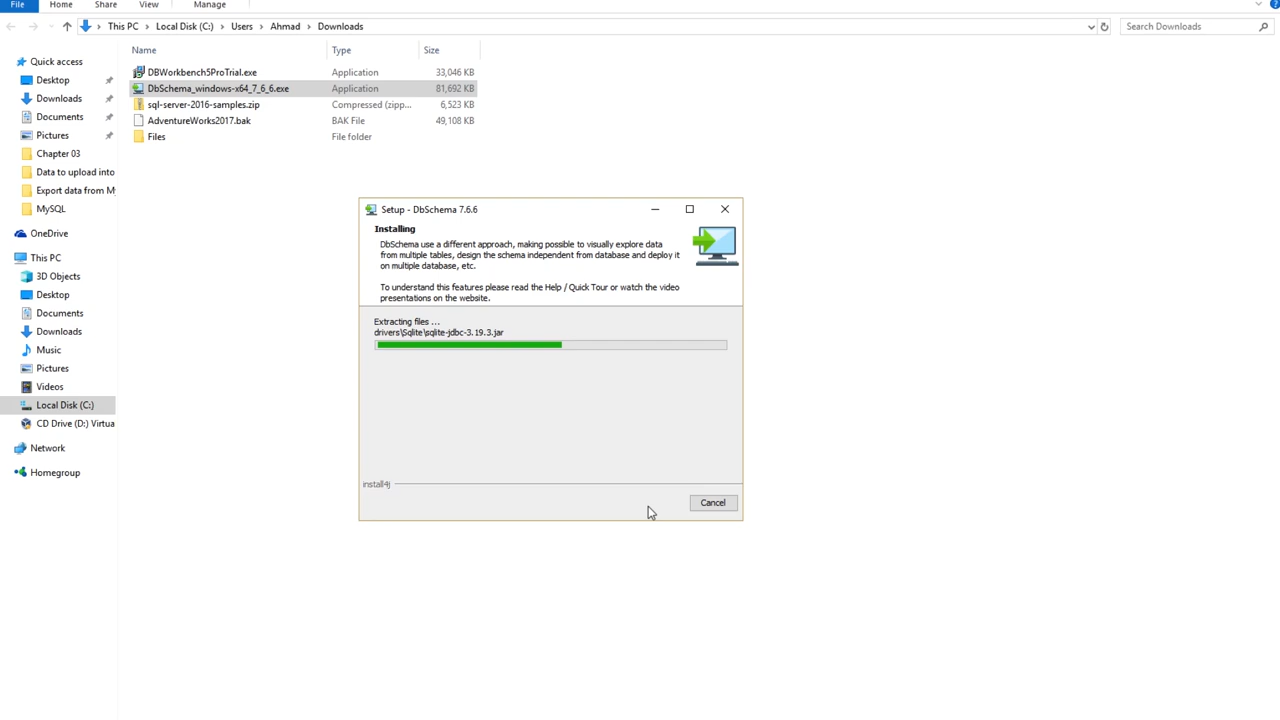 File Home Share View Manage
This PC Local Disk (C:) Users Ahmad Downloads Search Downloads
Name Type Size
Quick access
Desktop
Downloads
Documents
Pictures
Chapter 03
Data to upload into
Export data from My
MySQL
OneDrive
This PC
3D Objects
Desktop
Documents
Downloads
Music
Pictures
Videos
Local Disk (C:)
CD Drive (D:) Virtua
Network
Homegroup
DBWorkbench5ProTrial.exe Application 33,046 KB
DbSchema_windows-x64_7_6_6.exe Application 81,692 KB
sql-server-2016-samples.zip Compressed (zipp... 6,523 KB
AdventureWorks2017.bak BAK File 49,108 KB
Files File folder
Setup - DbSchema 7.6.6
Installing
DbSchema use a different approach, making possible to visually explore data
from multiple tables, design the schema independent from database and deploy it
on multiple database, etc.
To understand this features please read the Help / Quick Tour or watch the video
presentations on the website.
Extracting files ...
drivers\Sqlite\sqlite-jdbc-3.19.3.jar
install4j
Cancel